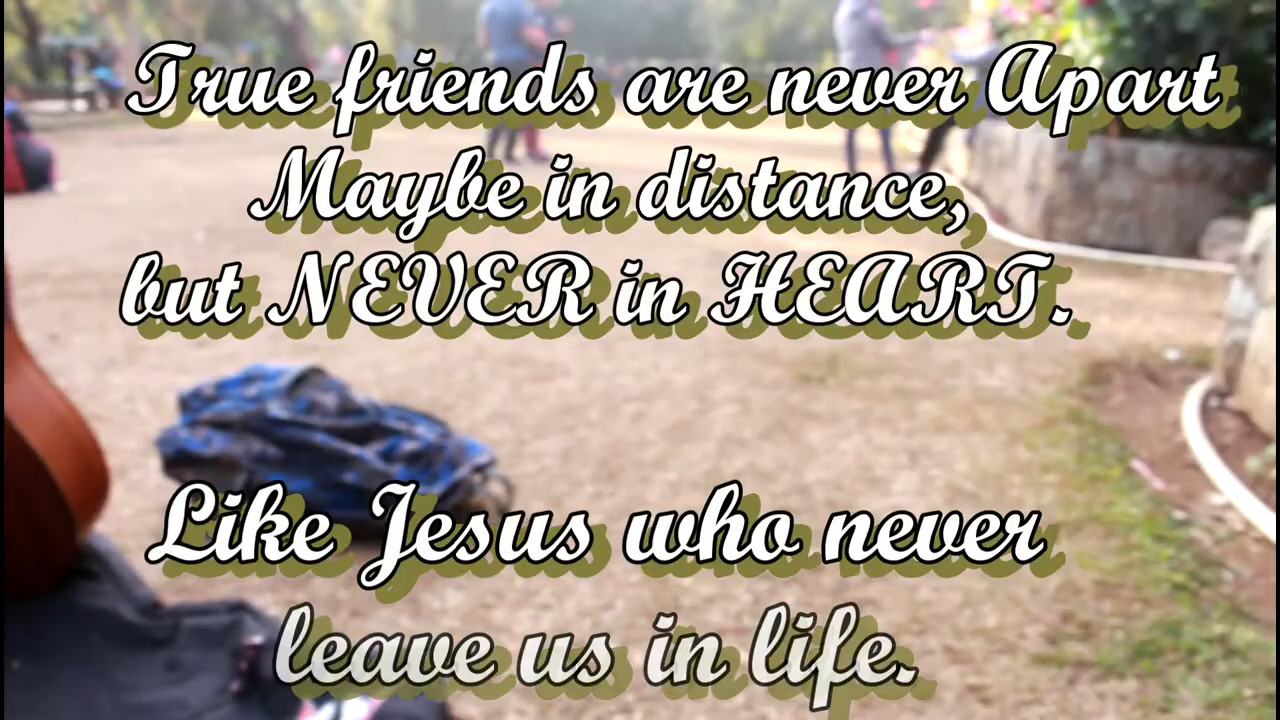 True friends are never Apart
Maybe in distance,
but NEVER in HEART.
Like Jesus who never
leave us in life.